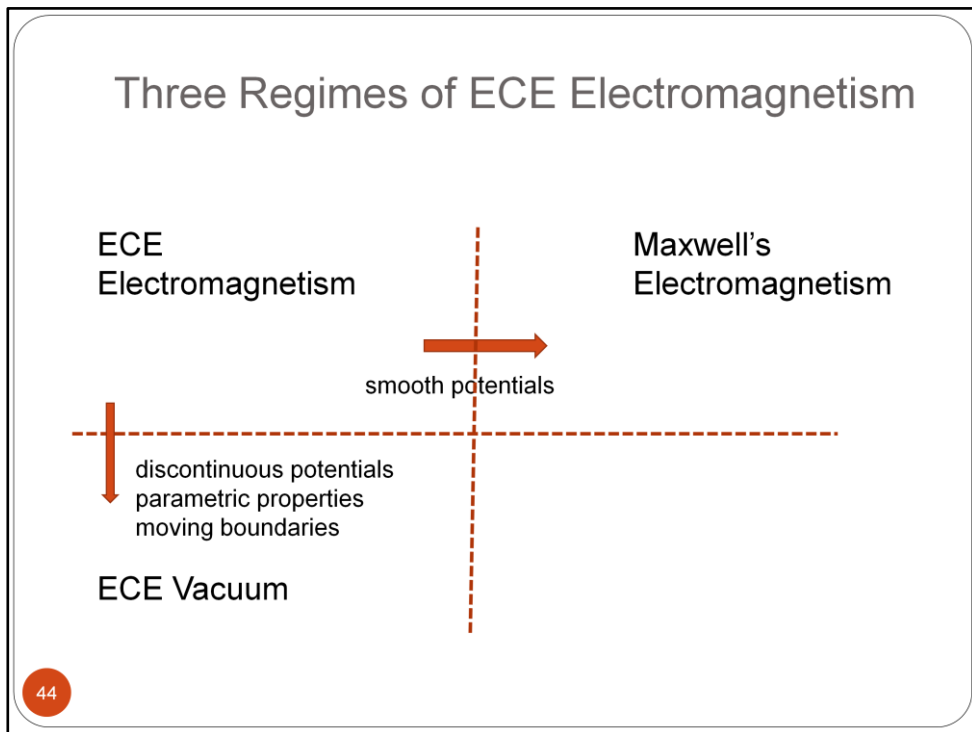 Three Regimes of ECE Electromagnetism
ECE
Electromagnetism
Maxwell’s
Electromagnetism
smooth potentials
discontinuous potentials
parametric properties
moving boundaries
ECE Vacuum
44